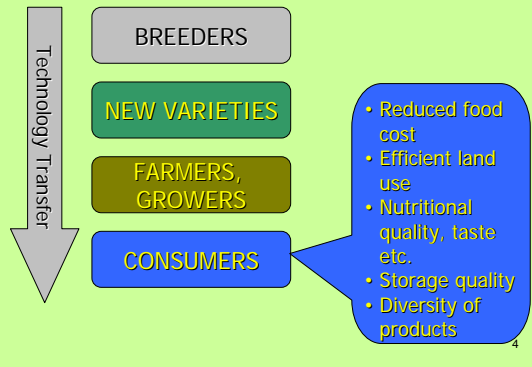 Technology Transfer
BREEDERS
NEW VARIETIES
FARMERS,
GROWERS
CONSUMERS
• Reduced food
cost
• Efficient land
use
• Nutritional
quality, taste
etc.
• Storage quality
• Diversity of
products
4